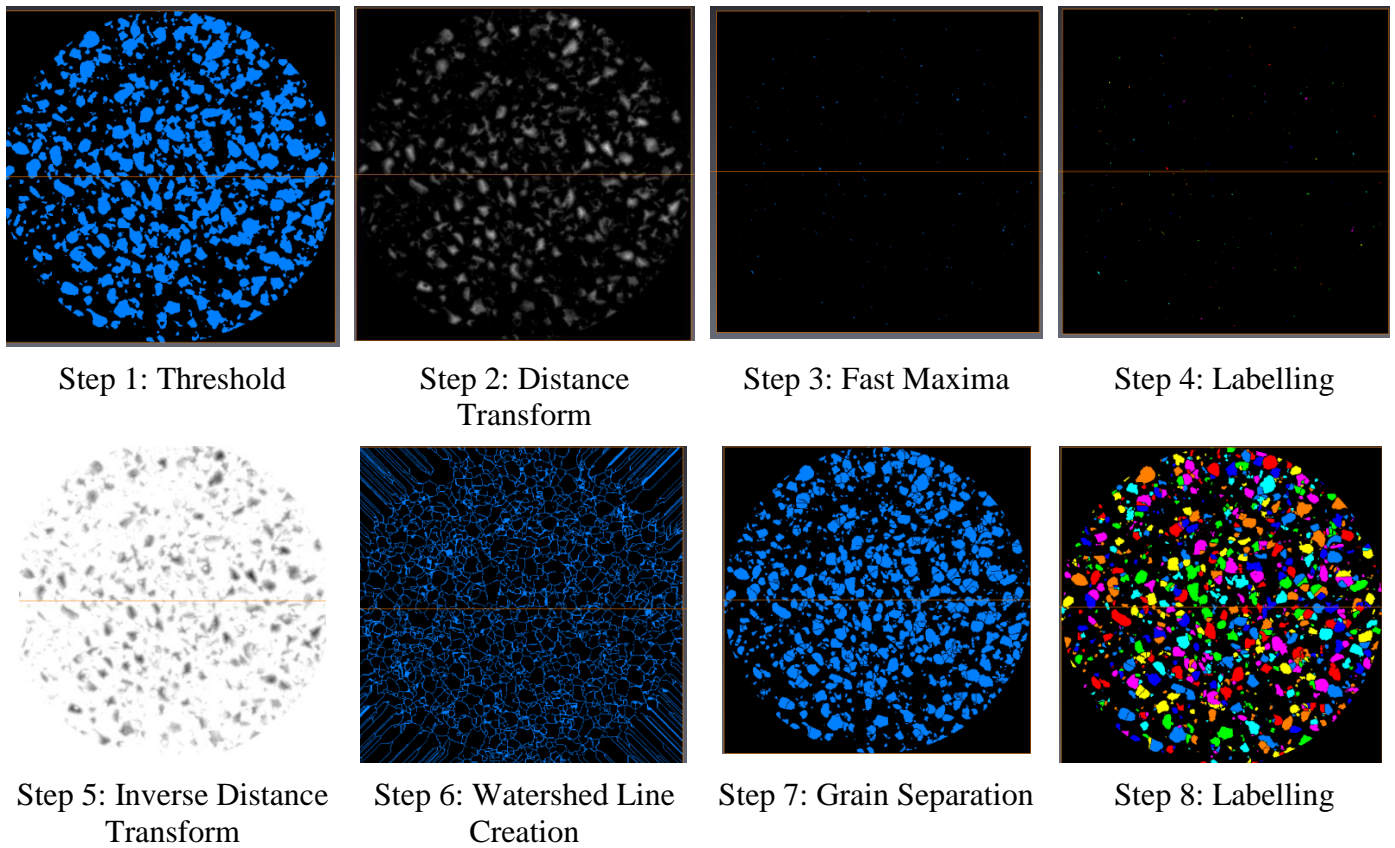 Step 1: Threshold
Step 2: Distance
Transform
Step 3: Fast Maxima
Step 4: Labelling
Step 5: Inverse Distance
Transform
Step 6: Watershed Line
Creation
Step 7: Grain Separation
Step 8: Labelling